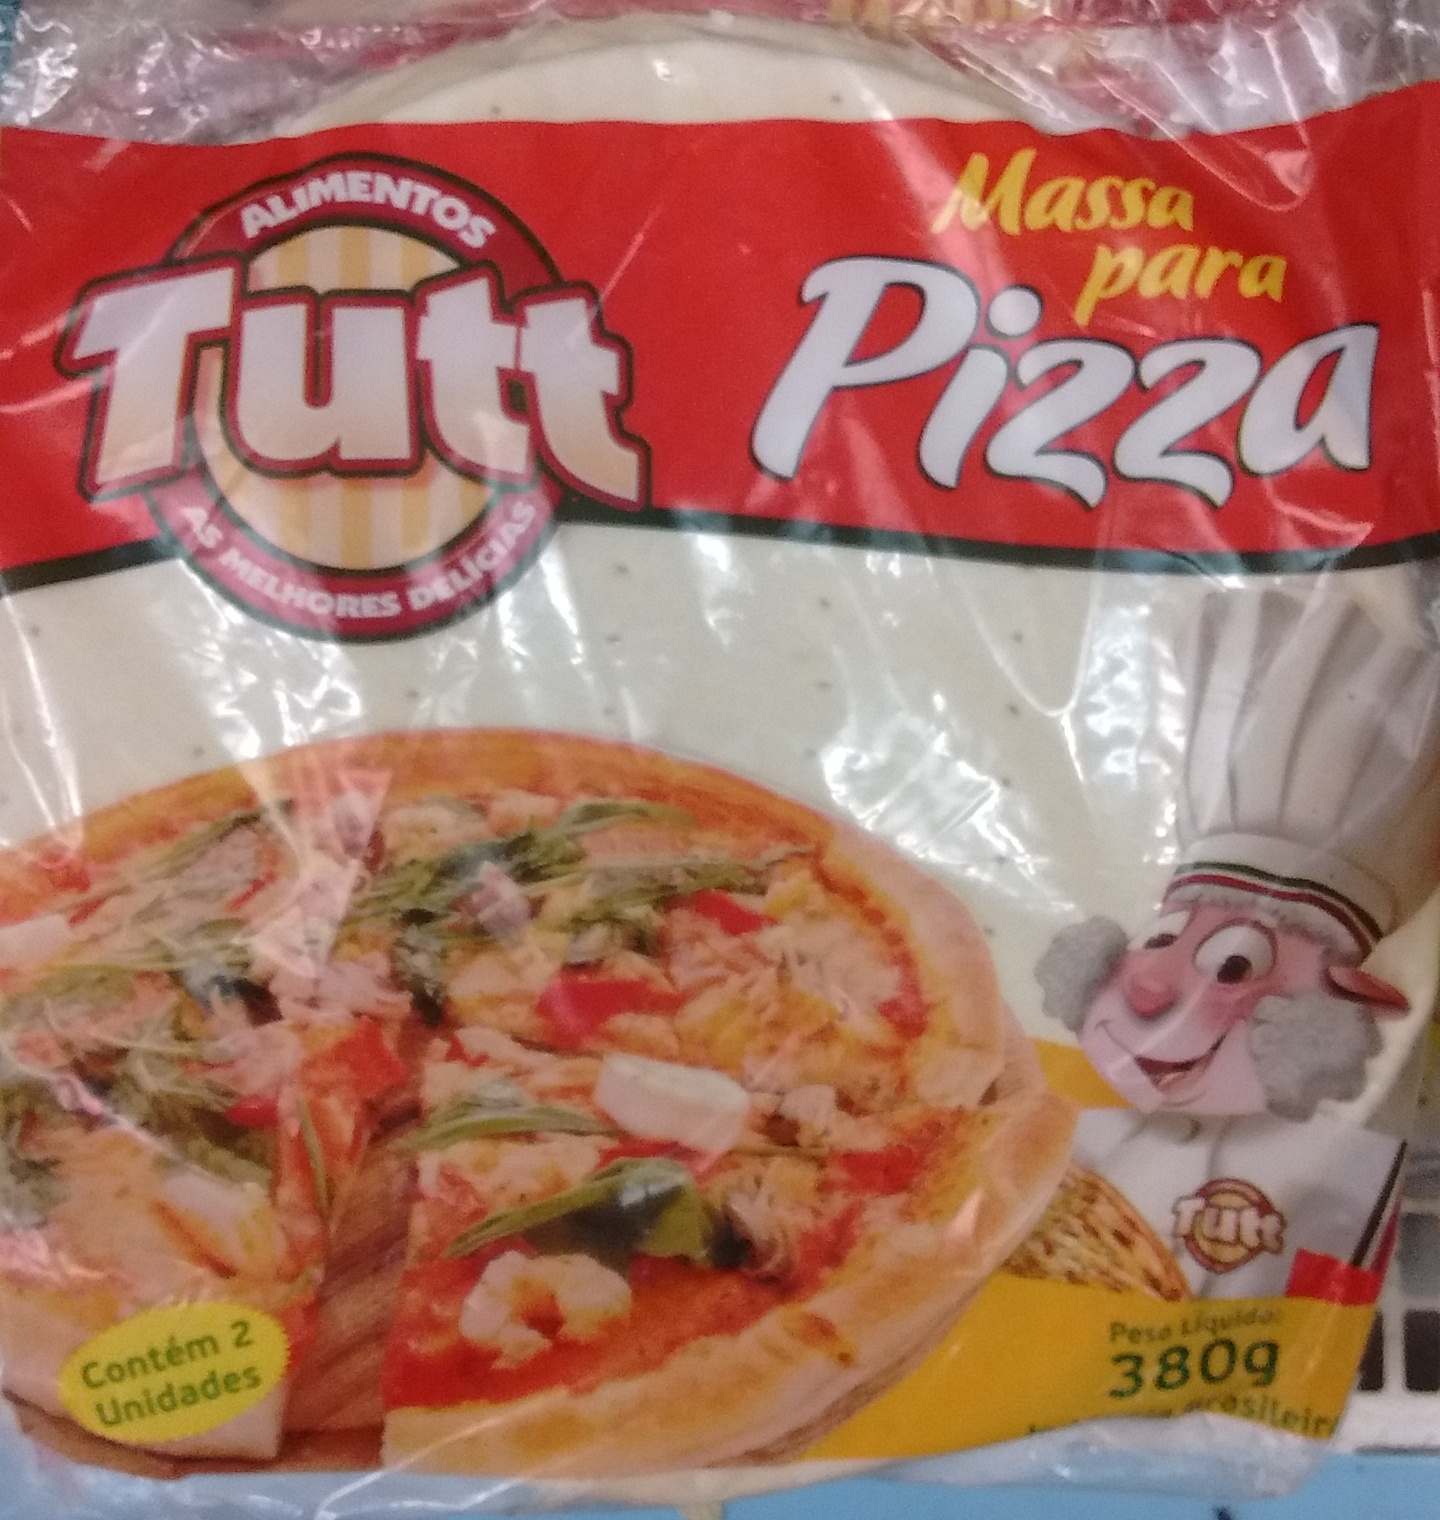 ALIMENTOS
Tutt
AS MELHORES DELÍCIAS
Massa
para
Pizza
Tutt
Contém 2
Unidades
Peso Líquido:
380g